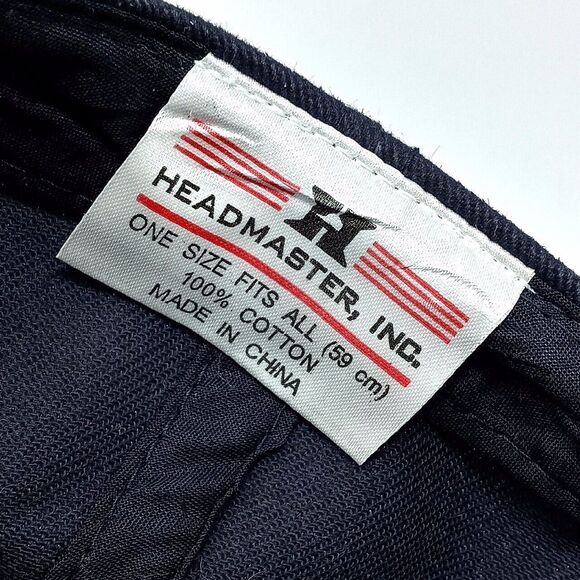 H
HEADMASTER, INC.
ONE SIZE FITS ALL (59 cm)
100% COTTON
MADE IN CHINA